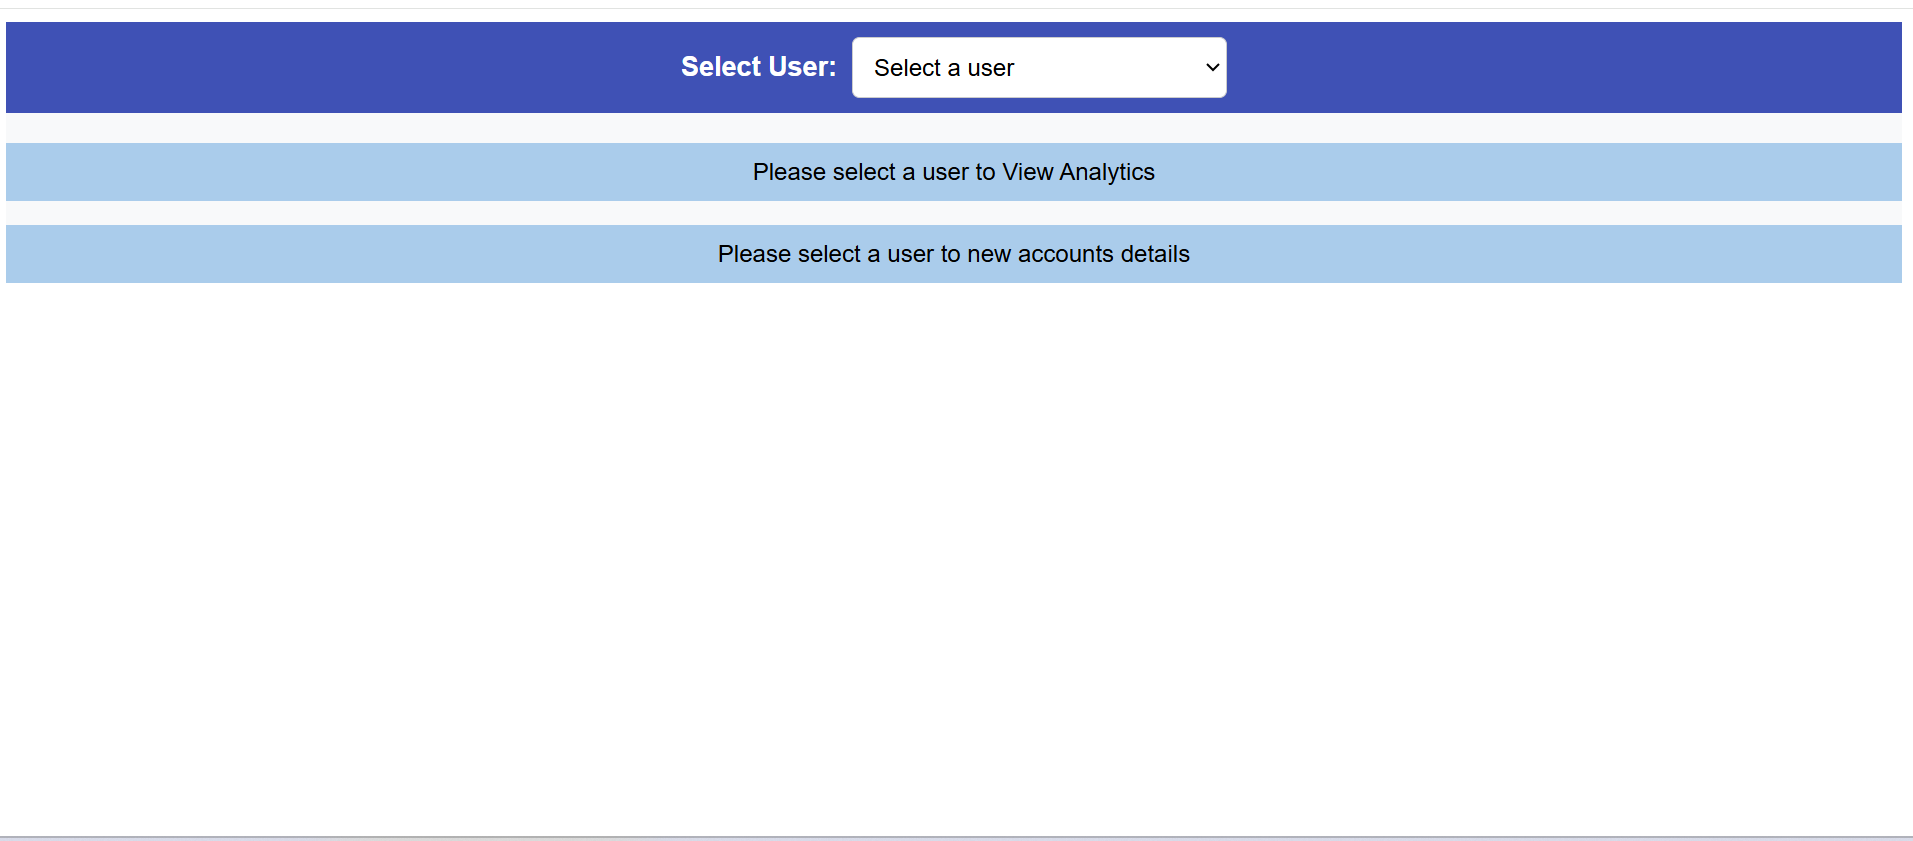 Select User: Select a user
Please select a user to View Analytics
Please select a user to new accounts details